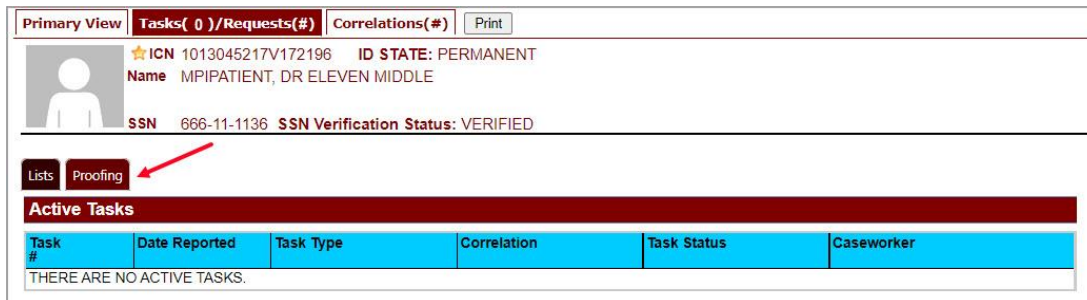 Primary View Tasks( 0 )/Requests(#) Correlations(#) Print
ICN 1013045217V172196 ID STATE: PERMANENT
Name MPIPATIENT, DR ELEVEN MIDDLE
SSN 666-11-1136 SSN Verification Status: VERIFIED
Lists Proofing
Active Tasks
Task # Date Reported Task Type Correlation Task Status Caseworker
THERE ARE NO ACTIVE TASKS.